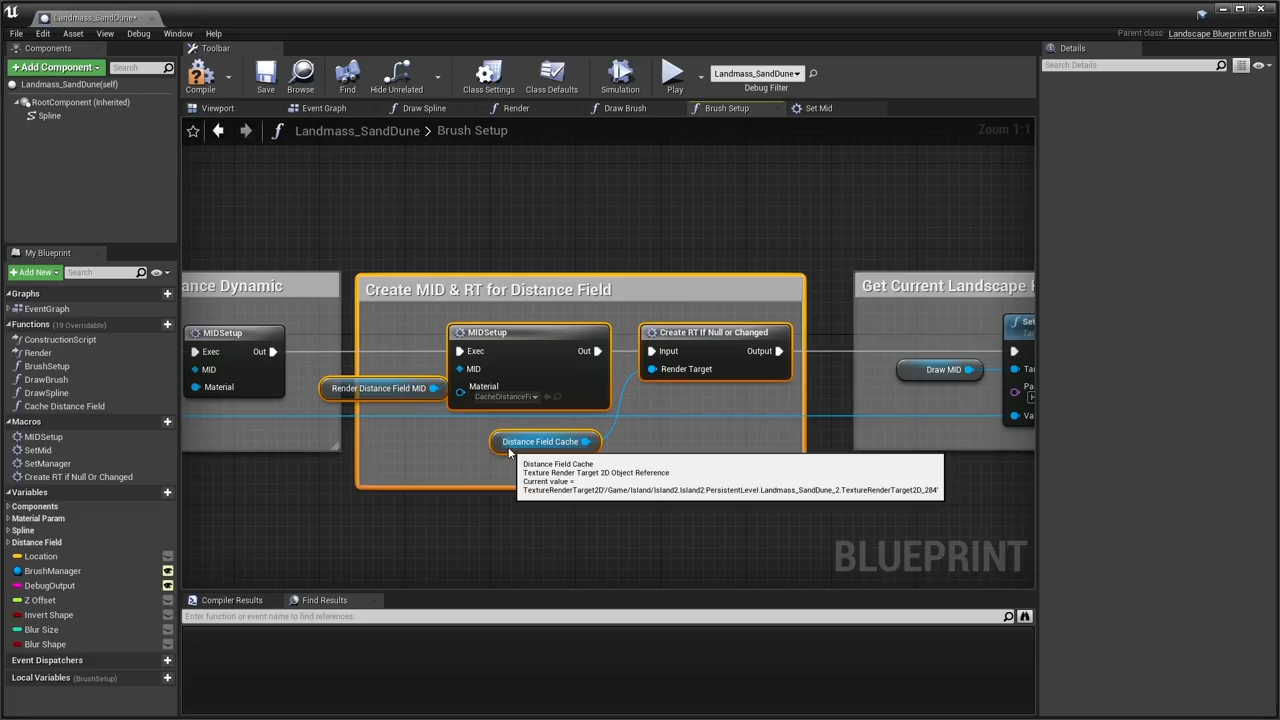 Landmass_SandDune*
File Edit Asset View Debug Window Help
Parent class: Landscape Blueprint Brush
Components
+Add Component
Search
Landmass_SandDune(self)
RootComponent (Inherited)
Spline
My Blueprint
+Add New
Search
Graphs
EventGraph
Functions (19 Overridable)
ConstructionScript
Render
BrushSetup
DrawBrush
DrawSpline
Cache Distance Field
Macros
MIDSetup
SetMid
SetManager
Create RT if Null Or Changed
Variables
Components
Material Param
Spline
Distance Field
Location
BrushManager
DebugOutput
Z Offset
Invert Shape
Blur Size
Blur Shape
Event Dispatchers
Local Variables (BrushSetup)
Toolbar
Compile
Save
Browse
Find
Hide Unrelated
Class Settings
Class Defaults
Simulation
Play
Landmass_SandDune
Debug Filter
Viewport
Event Graph
Draw Spline
Render
Draw Brush
Brush Setup
Set Mid
Landmass_SandDune > Brush Setup
Zoom 1:1
ance Dynamic
MIDSetup
Exec Out
MID
Material
Create MID & RT for Distance Field
Render Distance Field MID
MIDSetup
Exec Out
MID
Material
CacheDistanceFi
Create RT If Null or Changed
Input Output
Render Target
Distance Field Cache
Distance Field Cache
Texture Render Target 2D Object Reference
Current value =
TextureRenderTarget2D'/Game/Island/Island2.Island2:PersistentLevel.Landmass_SandDune_2.TextureRenderTarget2D_284'
Get Current Landscape
Draw MID
Set
Tar
Pa
Va
BLUEPRINT
Compiler Results
Find Results
Enter function or event name to find references...
Details
Search Details